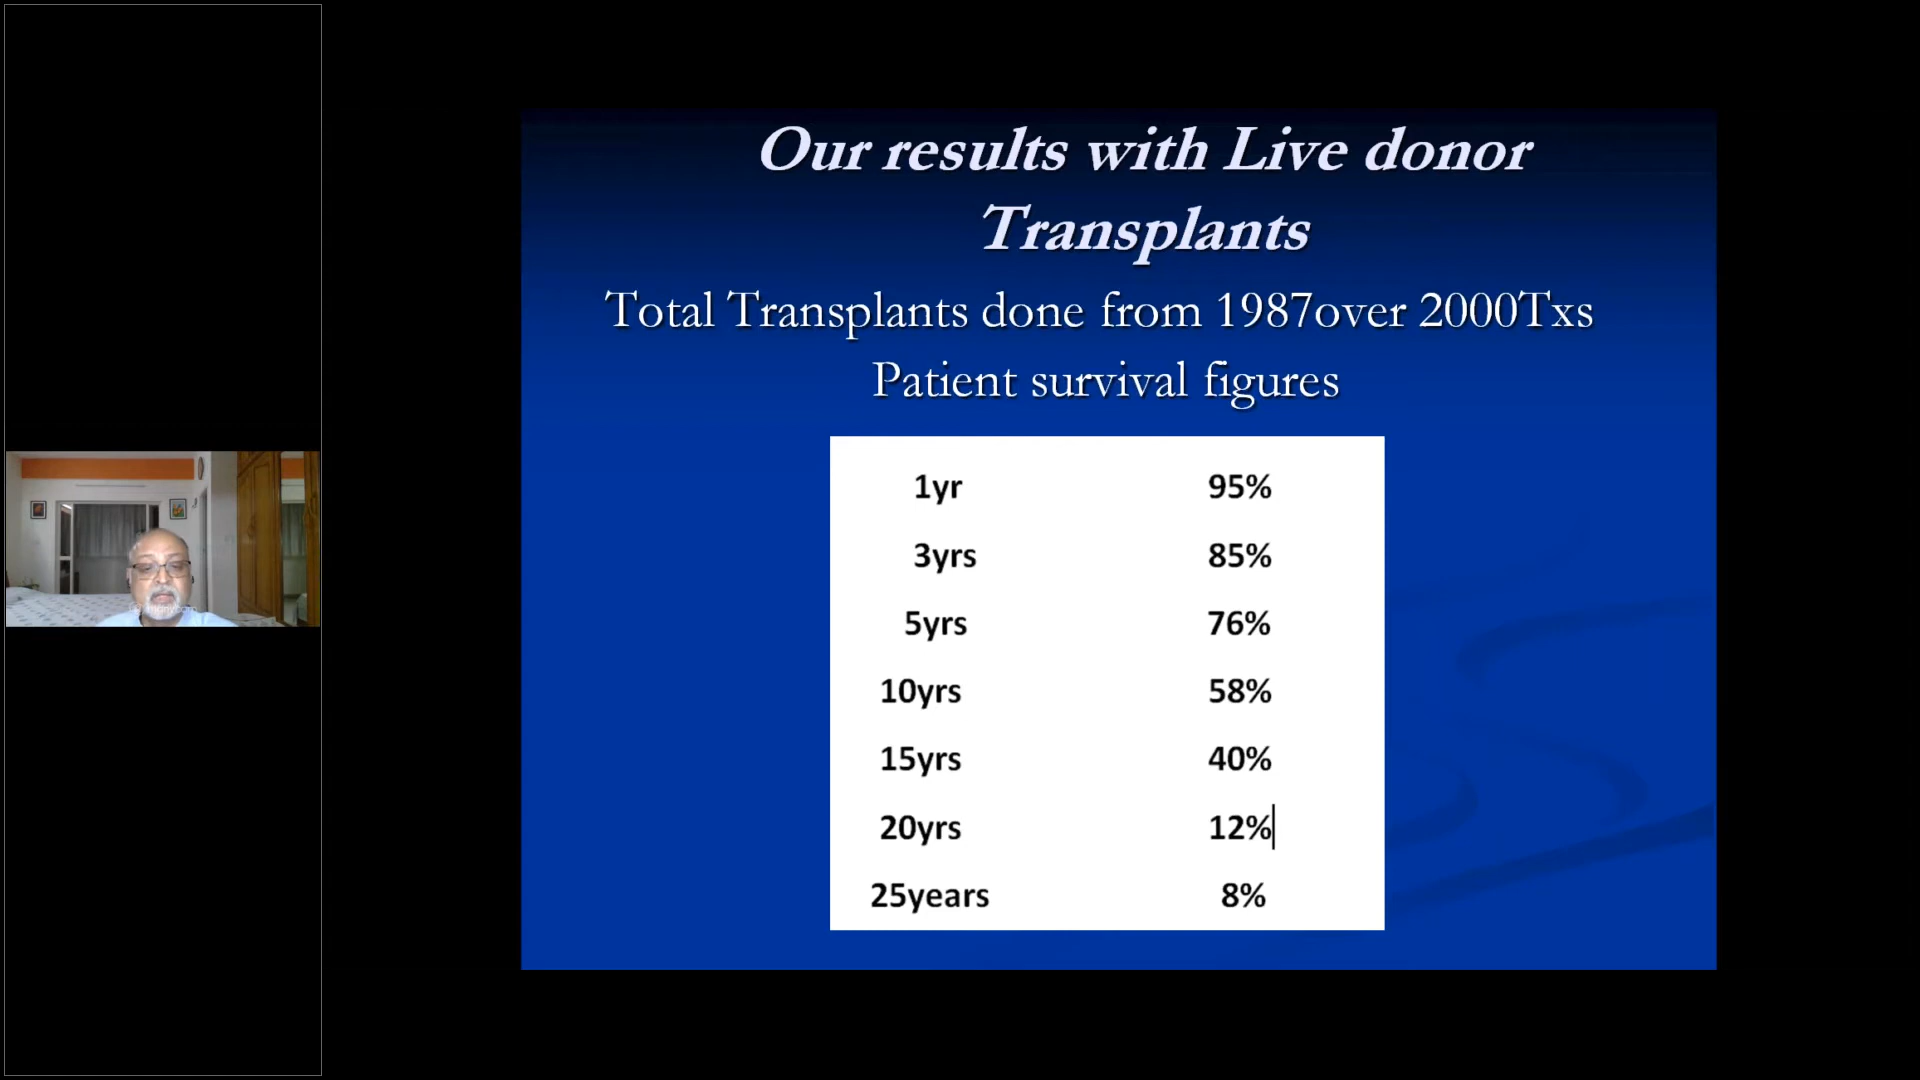 Our results with Live donor
Transplants
Total Transplants done from 1987over 2000Txs
Patient survival figures
1yr 95%
3yrs 85%
5yrs 76%
10yrs 58%
15yrs 40%
20yrs 12%
25years 8%